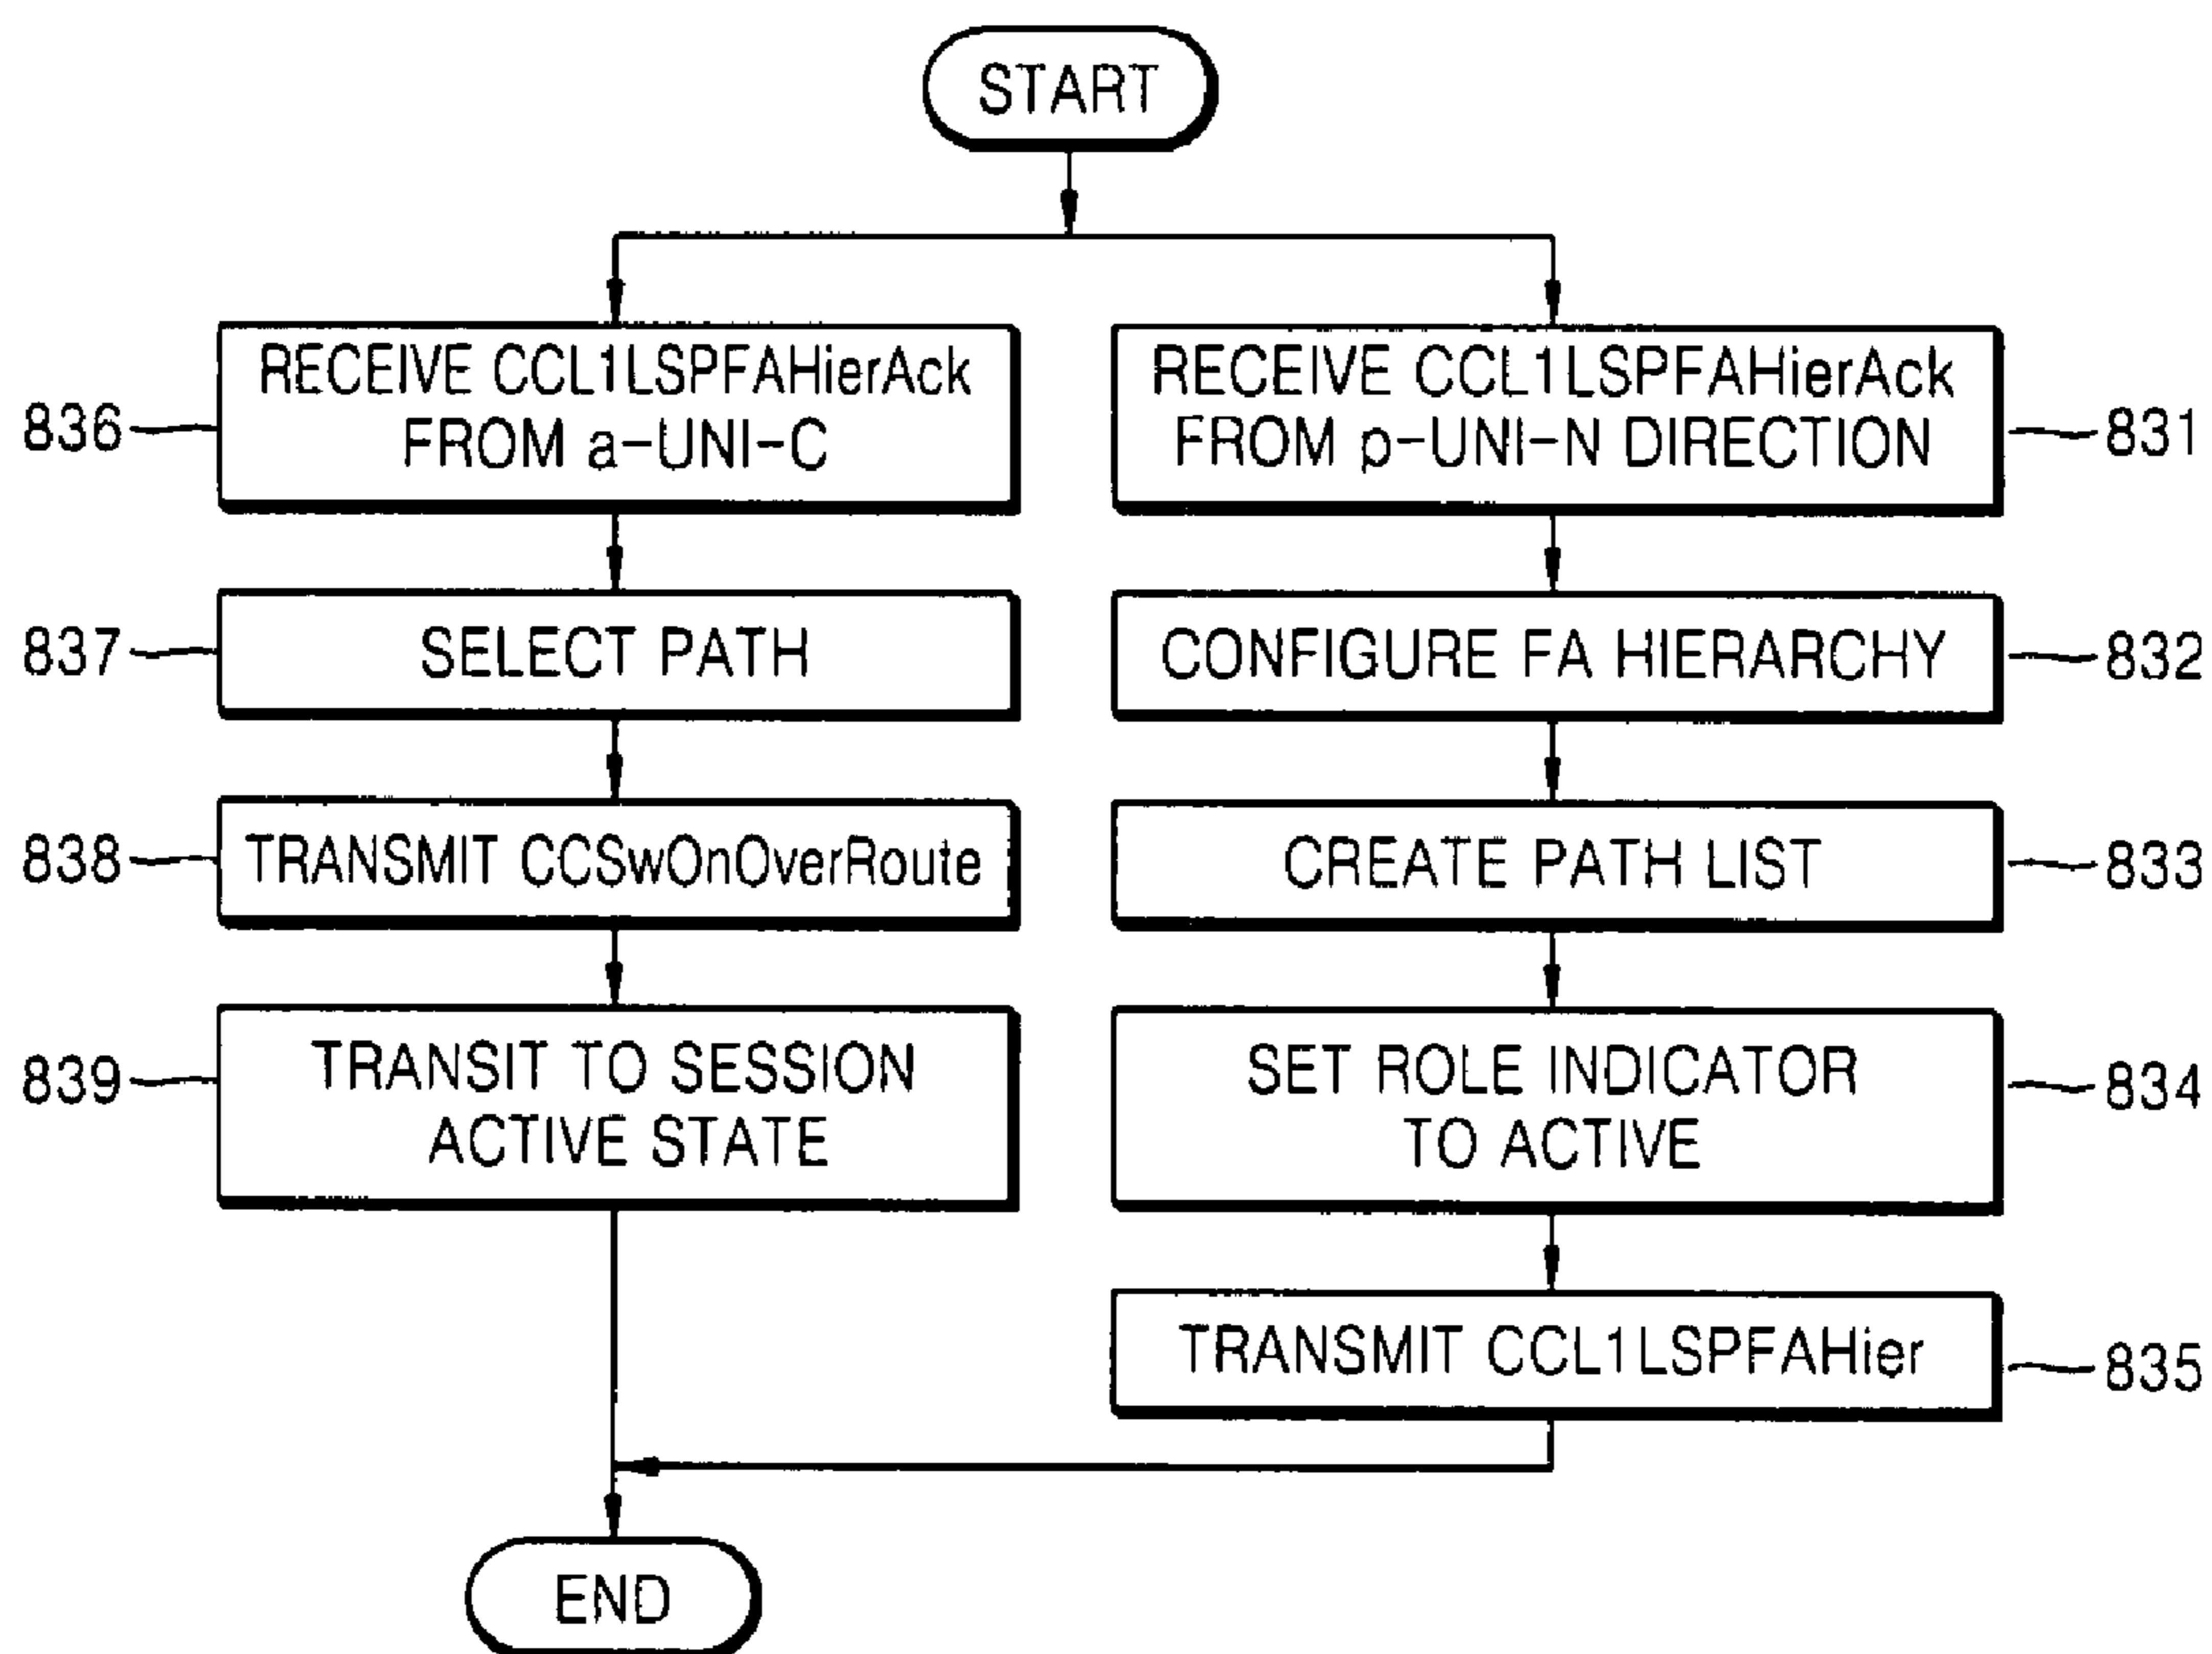 START
836
RECEIVE CCL1LSPFAHierAck
FROM a-UNI-C
RECEIVE CCL1LSPFAHierAck
FROM p-UNI-N DIRECTION
831
837
SELECT PATH
CONFIGURE FA HIERARCHY
832
838
TRANSMIT CCSwOnOverRoute
CREATE PATH LIST
833
839
TRANSIT TO SESSION
ACTIVE STATE
SET ROLE INDICATOR
TO ACTIVE
834
TRANSMIT CCL1LSPFAHier
835
END